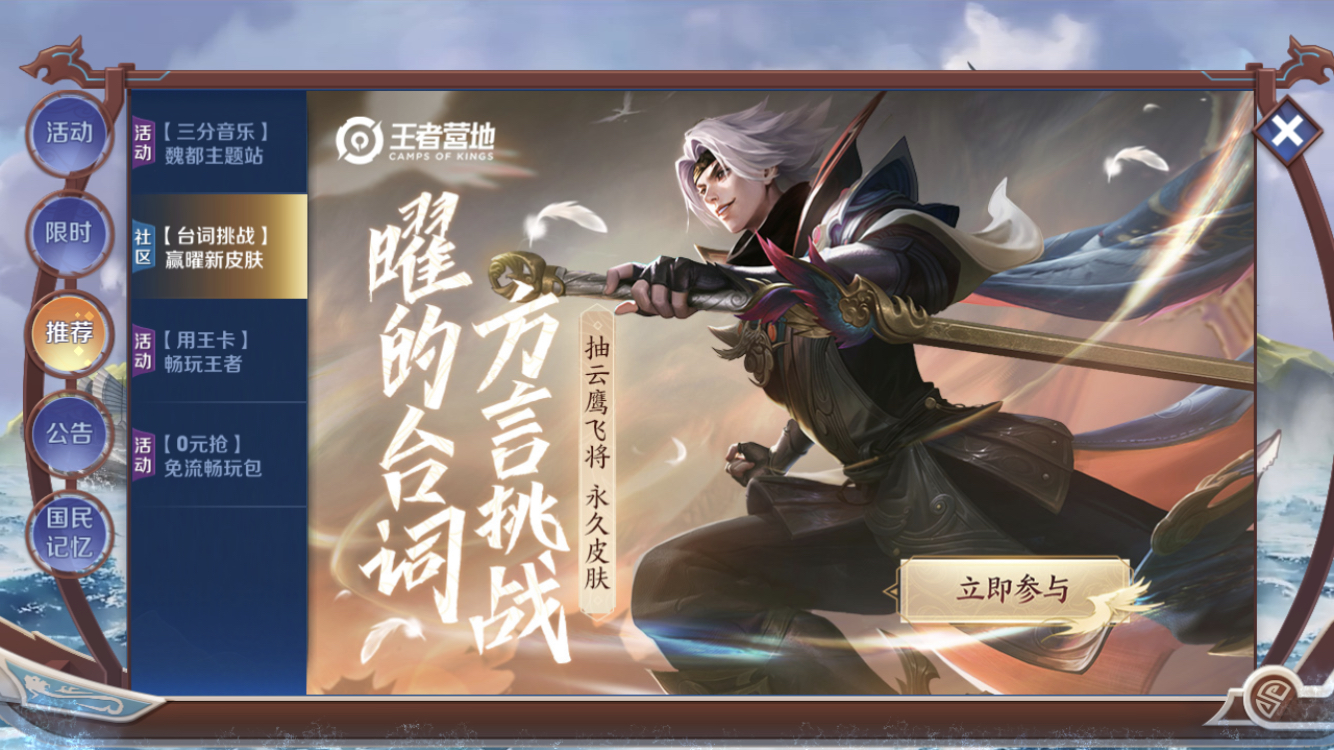 活动
限时
推荐
公告
国民
记忆
活动
【三分音乐】
魏都主题站
社区
【台词挑战】
赢曜新皮肤
活动
【用王卡】
畅玩王者
活动
【0元抢】
免流畅玩包
王者营地
CAMPS OF KINGS
曜的台词
方言挑战
抽云鹰飞将 永久皮肤
立即参与